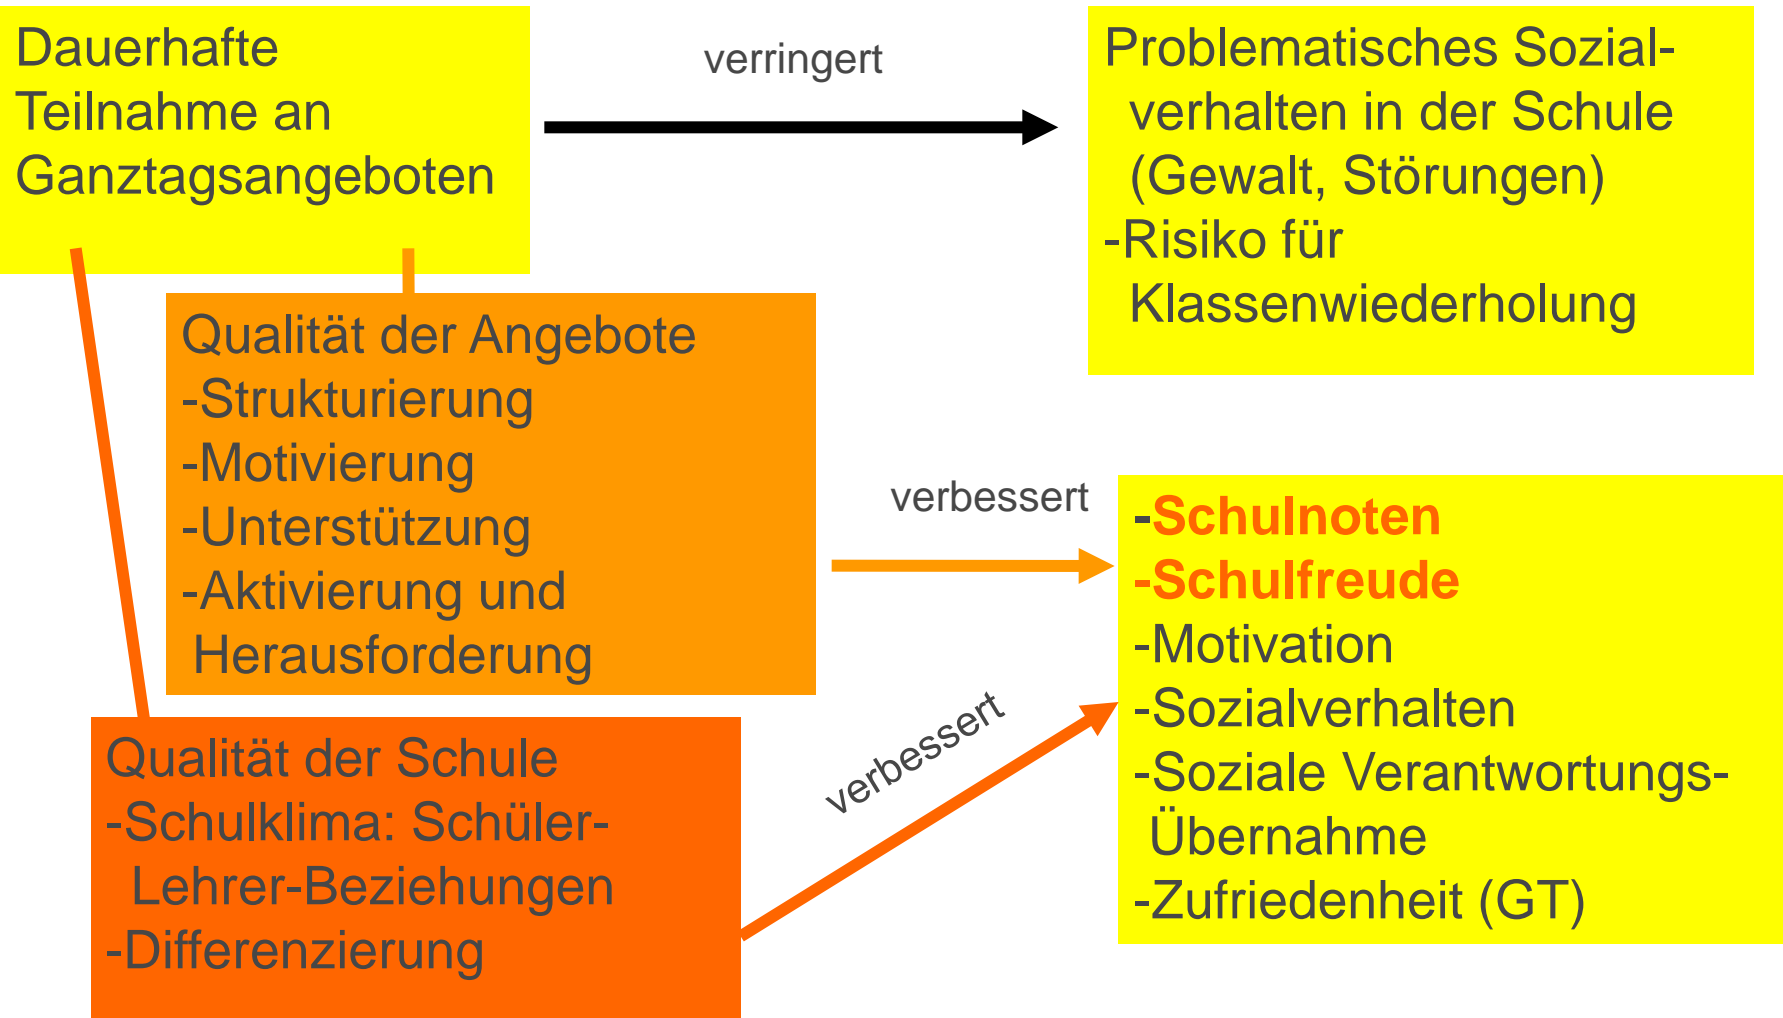 Dauerhafte
Teilnahme an
Ganztagsangeboten
verringert
Problematisches Sozial-
verhalten in der Schule
(Gewalt, Störungen)
-Risiko für
Klassenwiederholung
Qualität der Angebote
-Strukturierung
-Motivierung
-Unterstützung
-Aktivierung und
Herausforderung
verbessert
-Schulnoten
-Schulfreude
-Motivation
-Sozialverhalten
-Soziale Verantwortungs-
Übernahme
-Zufriedenheit (GT)
verbessert
Qualität der Schule
-Schulklima: Schüler-
Lehrer-Beziehungen
-Differenzierung